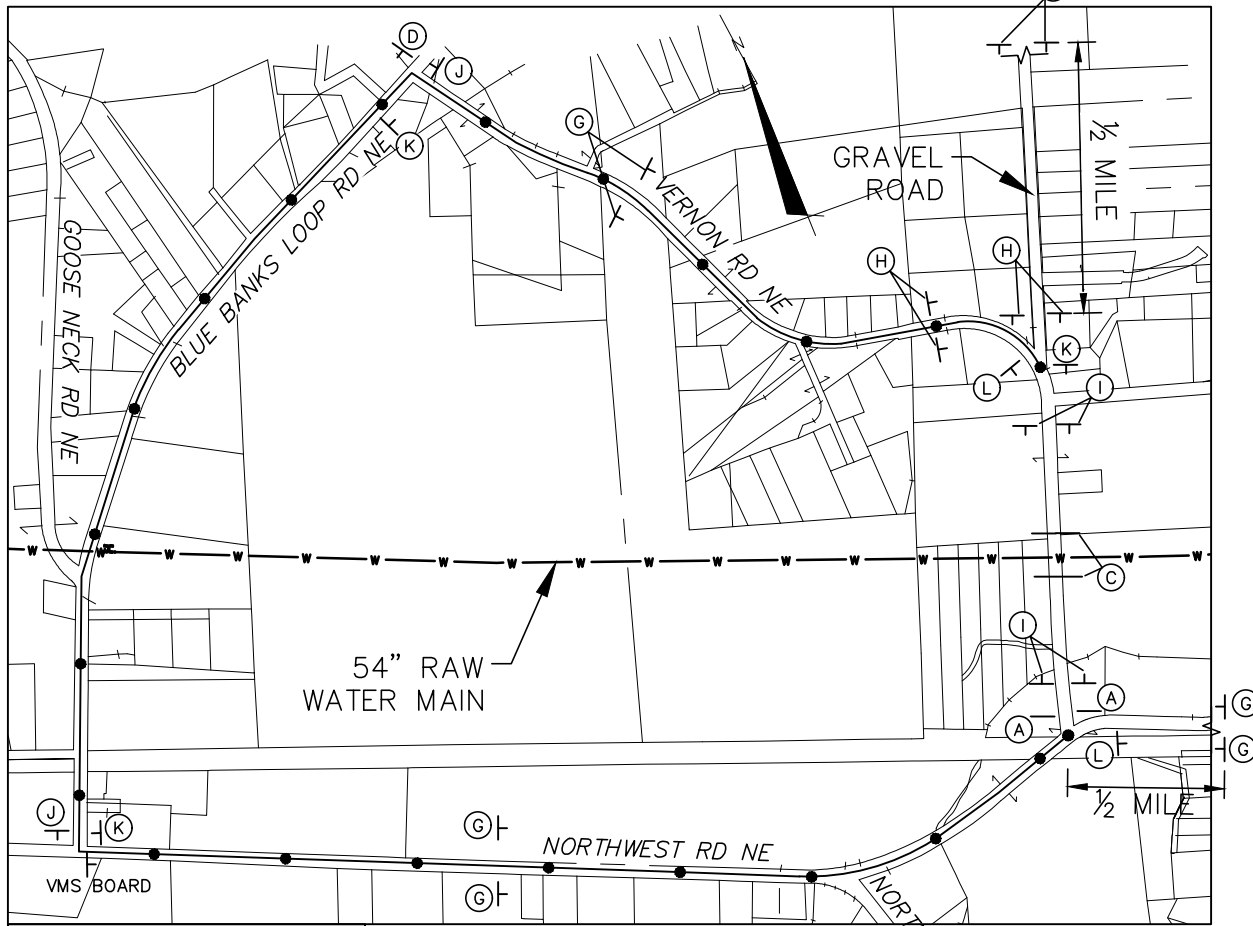 D
J
K
G
N
GRAVEL
ROAD
½ MILE
BLUE BANKS LOOP RD NE
GOOSE NECK RD NE
VERNON RD NE
H
H
K
L
I
W W W W W W W W W W W W W W W W W W
C
54” RAW
WATER MAIN
I
A
A
G
G
L
½ MILE
J
K
G
NORTHWEST RD NE
VMS BOARD
G
NORT